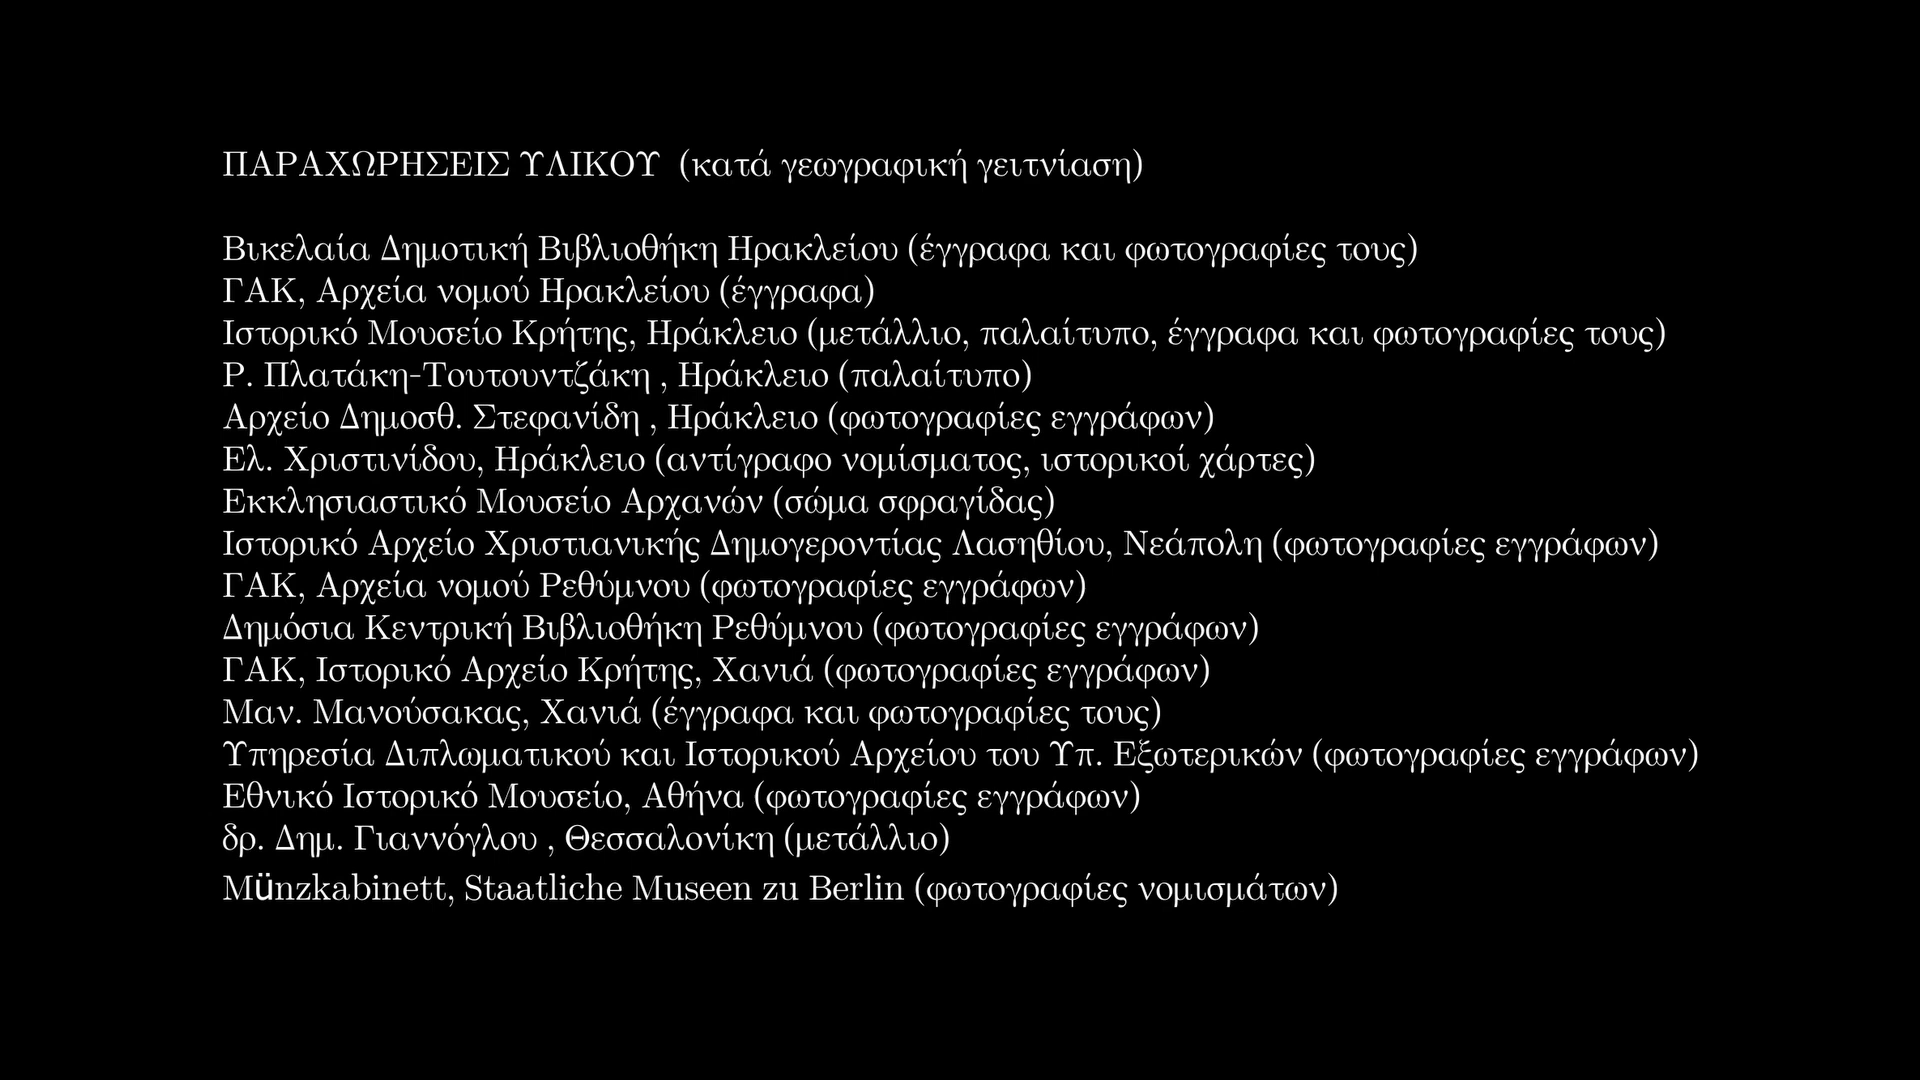 ΠΑΡΑΧΩΡΗΣΕΙΣ ΥΛΙΚΟΥ (κατά γεωγραφική γειτνίαση)
Βικελαία Δημοτική Βιβλιοθήκη Ηρακλείου (έγγραφα και φωτογραφίες τους)
ΓΑΚ, Αρχεία νομού Ηρακλείου (έγγραφα)
Ιστορικό Μουσείο Κρήτης, Ηράκλειο (μετάλλιο, παλαίτυπο, έγγραφα και φωτογραφίες τους)
Ρ. Πλατάκη-Τουτουντζάκη , Ηράκλειο (παλαίτυπο)
Αρχείο Δημοσθ. Στεφανίδη , Ηράκλειο (φωτογραφίες εγγράφων)
Ελ. Χριστινίδου, Ηράκλειο (αντίγραφο νομίσματος, ιστορικοί χάρτες)
Εκκλησιαστικό Μουσείο Αρχανών (σώμα σφραγίδας)
Ιστορικό Αρχείο Χριστιανικής Δημογεροντίας Λασηθίου, Νεάπολη (φωτογραφίες εγγράφων)
ΓΑΚ, Αρχεία νομού Ρεθύμνου (φωτογραφίες εγγράφων)
Δημόσια Κεντρική Βιβλιοθήκη Ρεθύμνου (φωτογραφίες εγγράφων)
ΓΑΚ, Ιστορικό Αρχείο Κρήτης, Χανιά (φωτογραφίες εγγράφων)
Μαν. Μανούσακας, Χανιά (έγγραφα και φωτογραφίες τους)
Υπηρεσία Διπλωματικού και Ιστορικού Αρχείου του Υπ. Εξωτερικών (φωτογραφίες εγγράφων)
Εθνικό Ιστορικό Μουσείο, Αθήνα (φωτογραφίες εγγράφων)
δρ. Δημ. Γιαννόγλου , Θεσσαλονίκη (μετάλλιο)
Münzkabinett, Staatliche Museen zu Berlin (φωτογραφίες νομισμάτων)